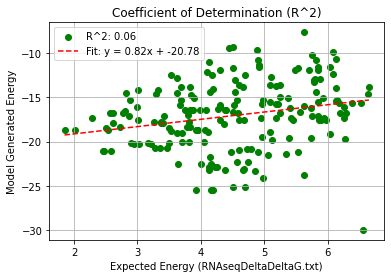 Coefficient of Determination (R^2)
R^2: 0.06
Fit: y = 0.82x + -20.78
Model Generated Energy
−10
−15
−20
−25
−30
2
3
4
5
6
Expected Energy (RNAseqDeltaDeltaG.txt)